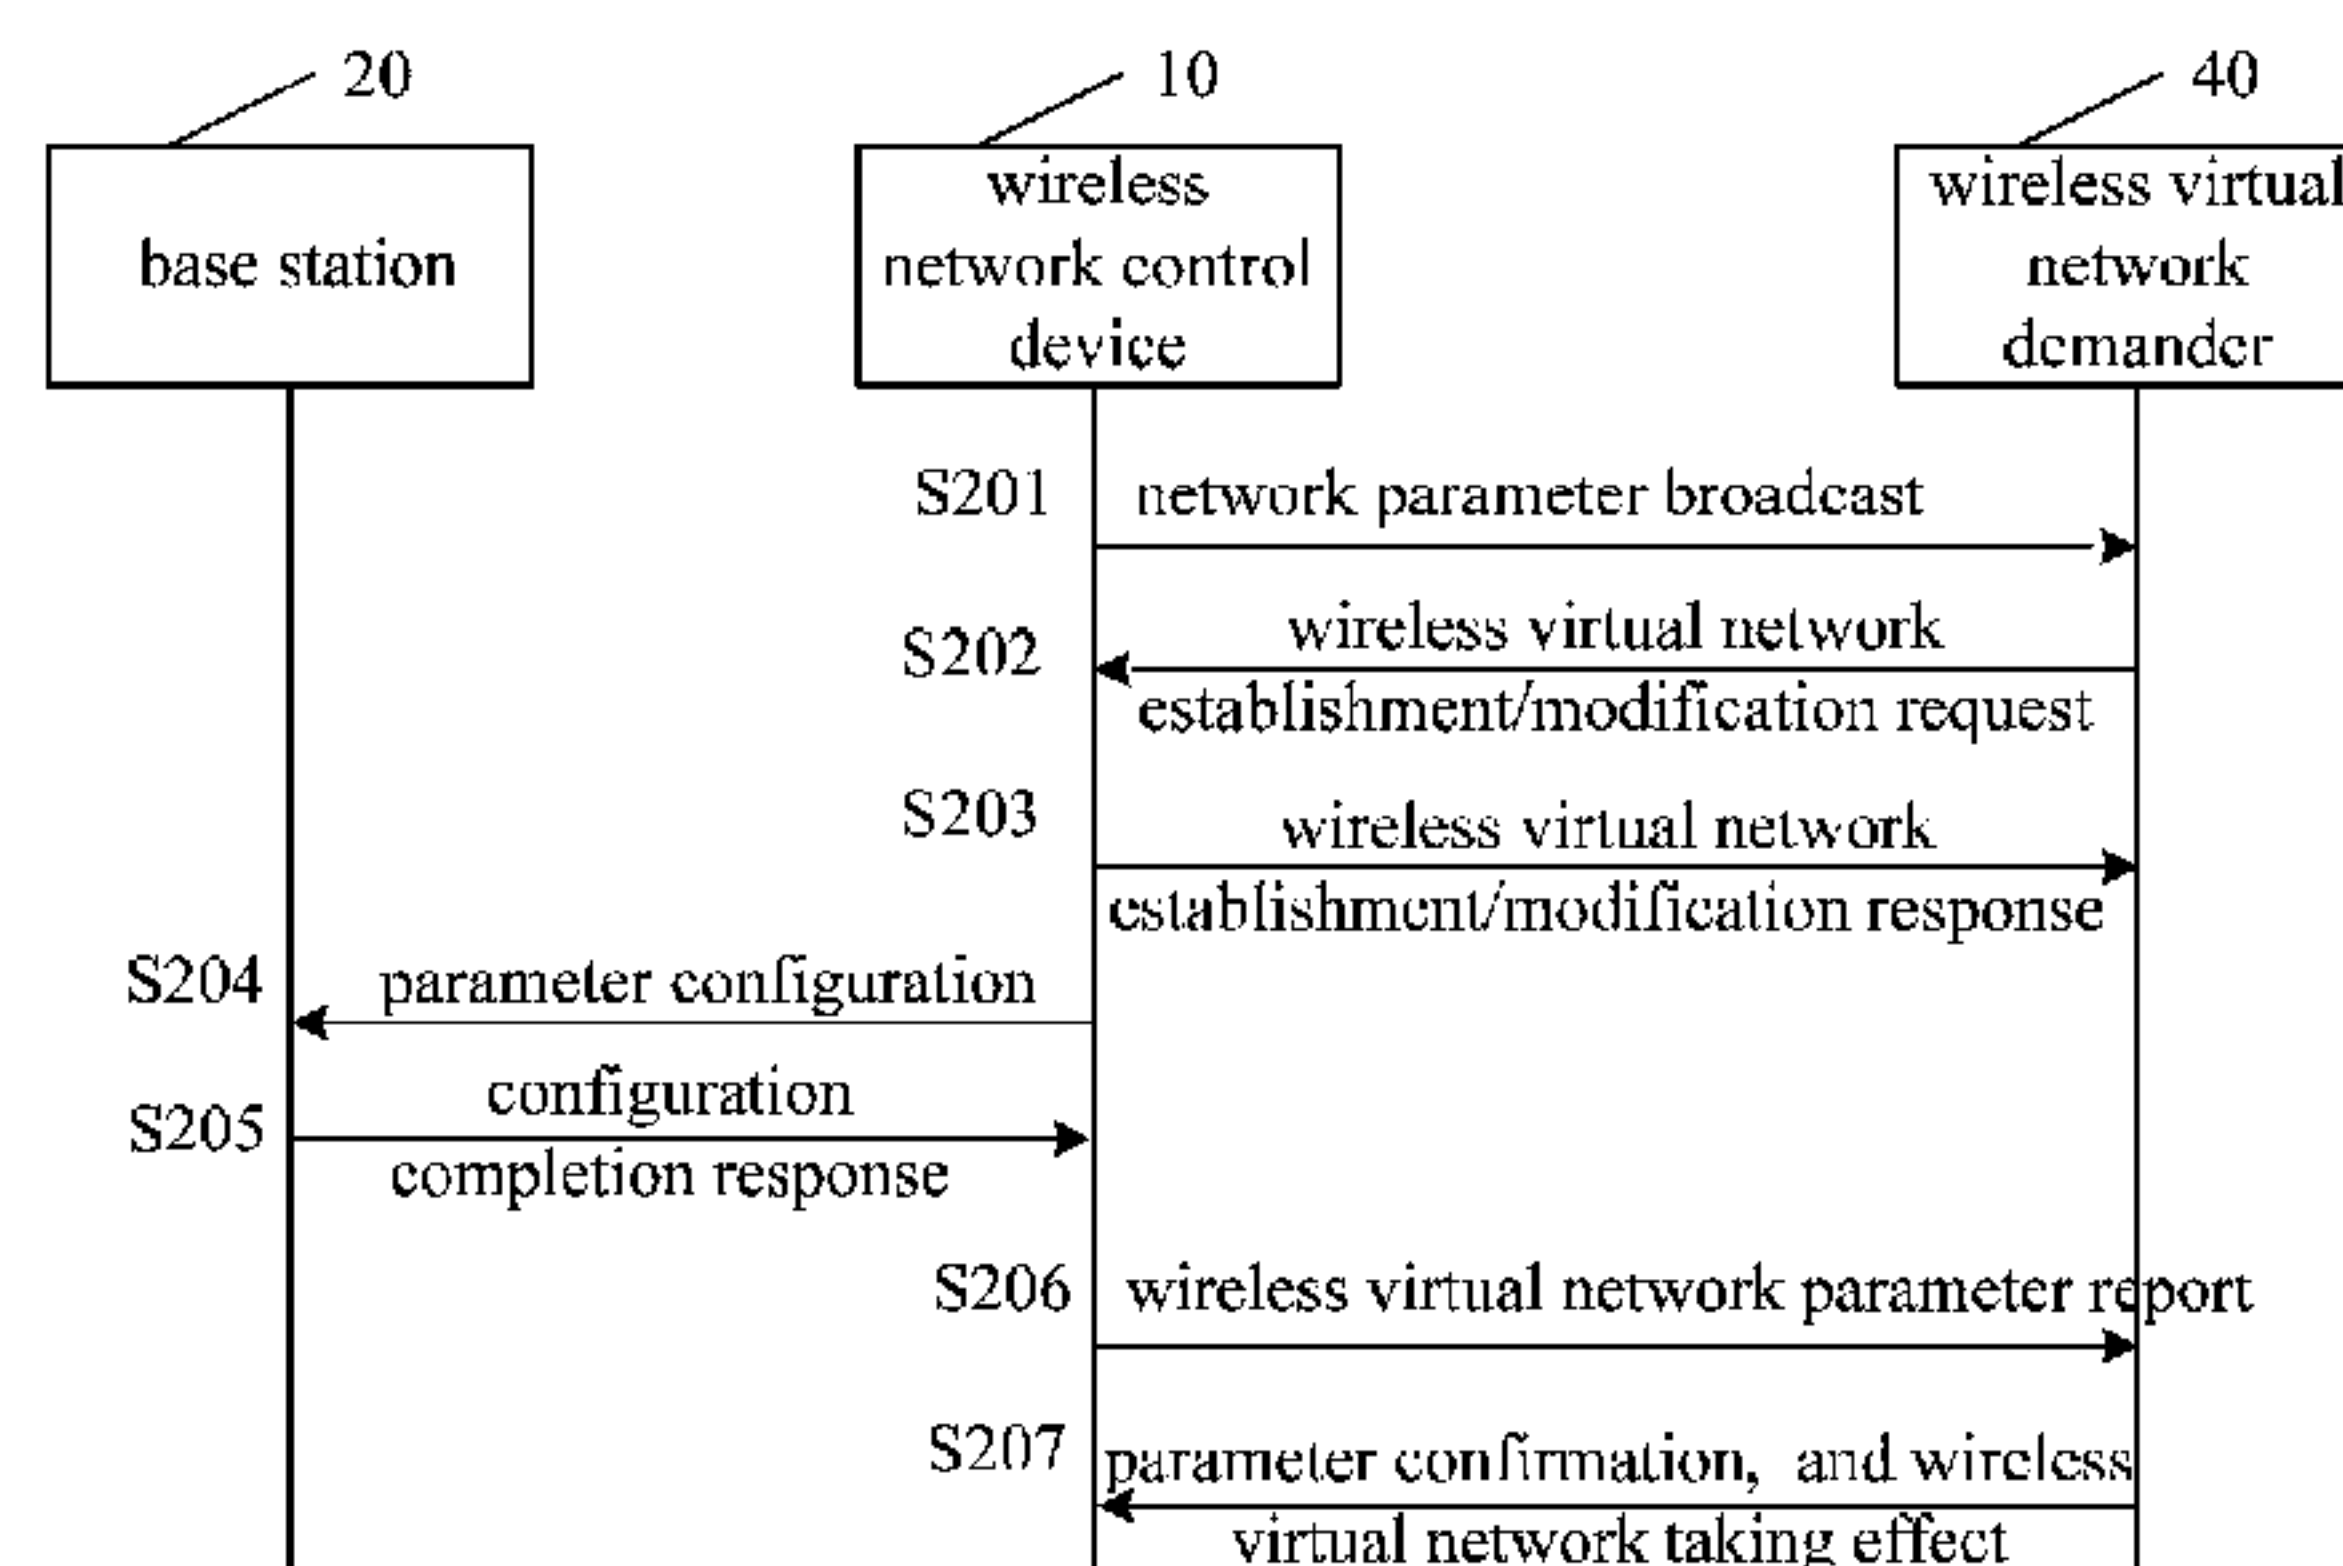 20
10
40
base station
wireless
network control
device
wireless virtual
network
demander
S201
network parameter broadcast
S202
wireless virtual network
establishment/modification request
S203
wireless virtual network
establishment/modification response
S204
parameter configuration
S205
configuration
completion response
S206
wireless virtual network parameter report
S207
parameter confirmation, and wireless
virtual network taking effect